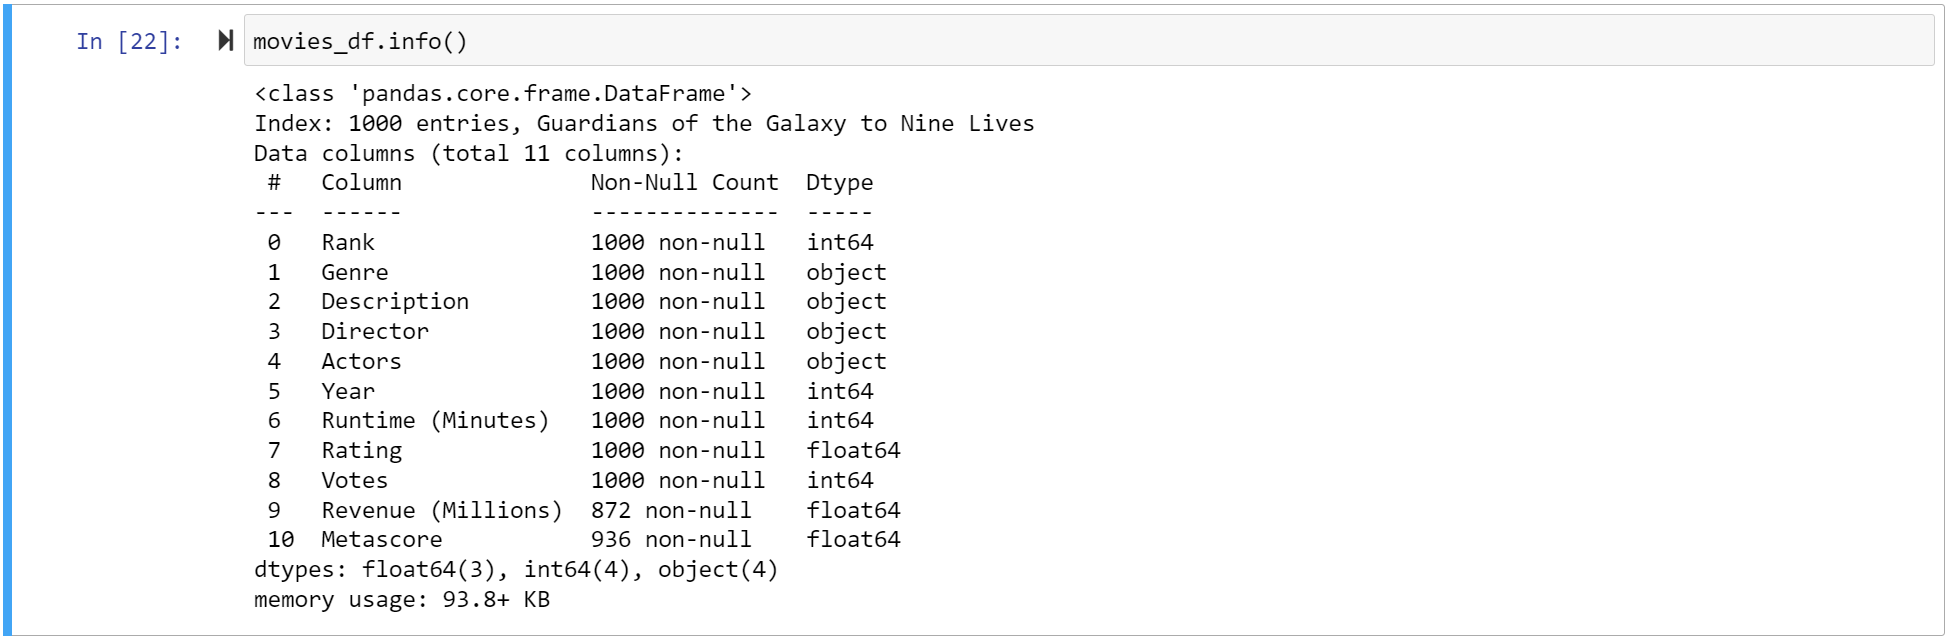 In [22]: movies_df.info()
<class 'pandas.core.frame.DataFrame'>
Index: 1000 entries, Guardians of the Galaxy to Nine Lives
Data columns (total 11 columns):
 #   Column              Non-Null Count  Dtype
---  ------              --------------  -----
 0   Rank                1000 non-null   int64
 1   Genre               1000 non-null   object
 2   Description         1000 non-null   object
 3   Director            1000 non-null   object
 4   Actors              1000 non-null   object
 5   Year                1000 non-null   int64
 6   Runtime (Minutes)   1000 non-null   int64
 7   Rating              1000 non-null   float64
 8   Votes               1000 non-null   int64
 9   Revenue (Millions)  872 non-null    float64
 10  Metascore           936 non-null    float64
dtypes: float64(3), int64(4), object(4)
memory usage: 93.8+ KB